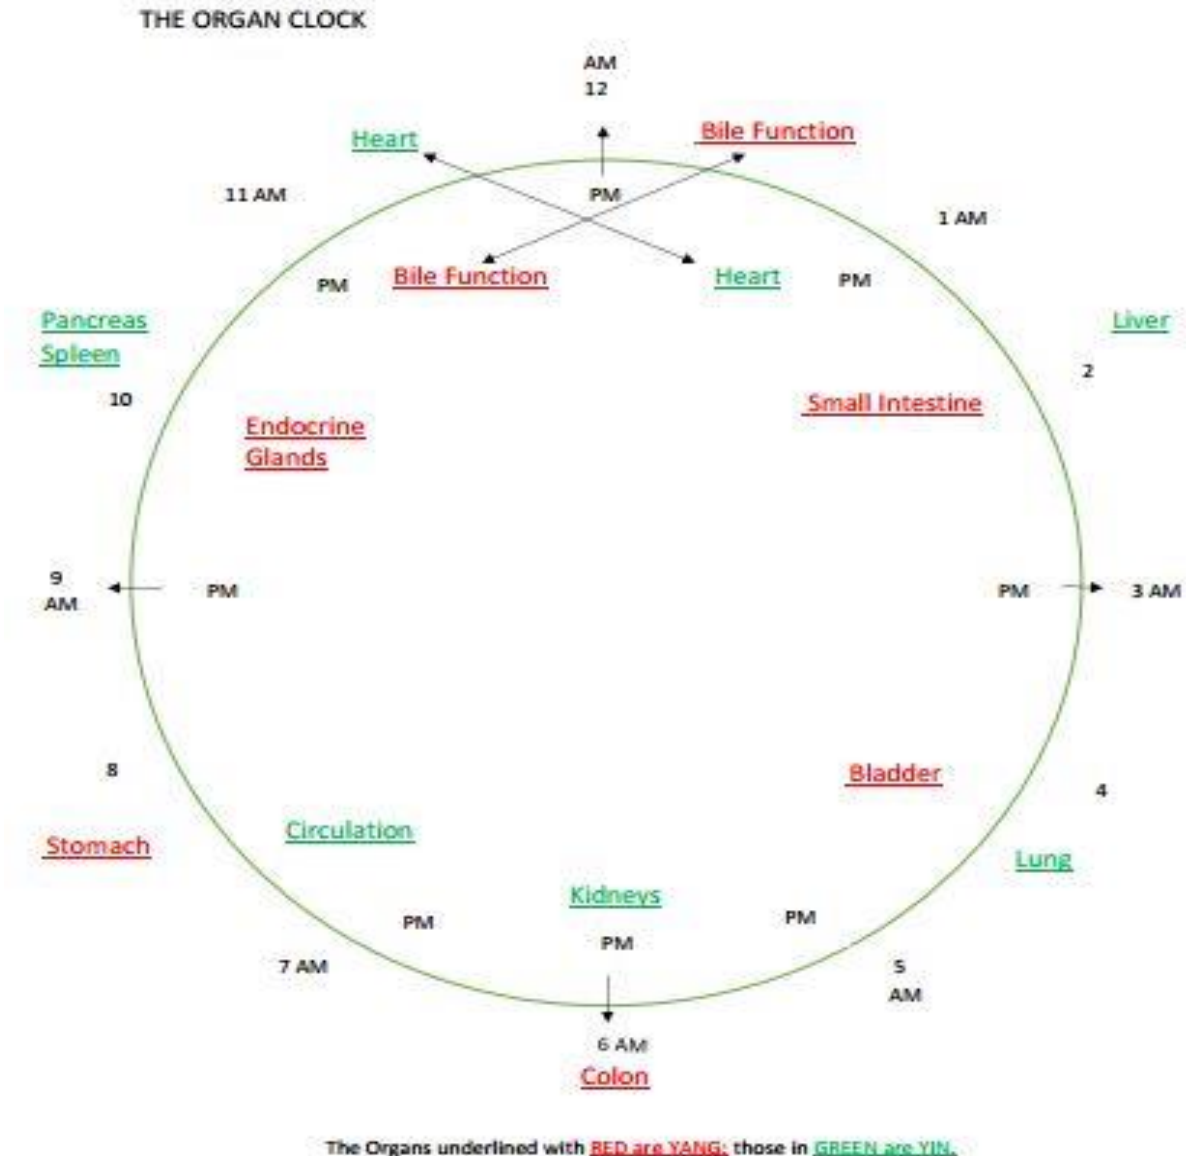 THE ORGAN CLOCK
AM
12
Bile Function
Heart
11 AM
PM
1 AM
Bile Function
Heart
PM
PM
Pancreas
Spleen
Liver
2
10
Small Intestine
Endocrine
Glands
9
AM
PM
PM
3 AM
8
Bladder
4
Circulation
Stomach
Lung
Kidneys
PM
PM
PM
7 AM
5
AM
6 AM
Colon
The Organs underlined with RED are YANG; those in GREEN are YIN.